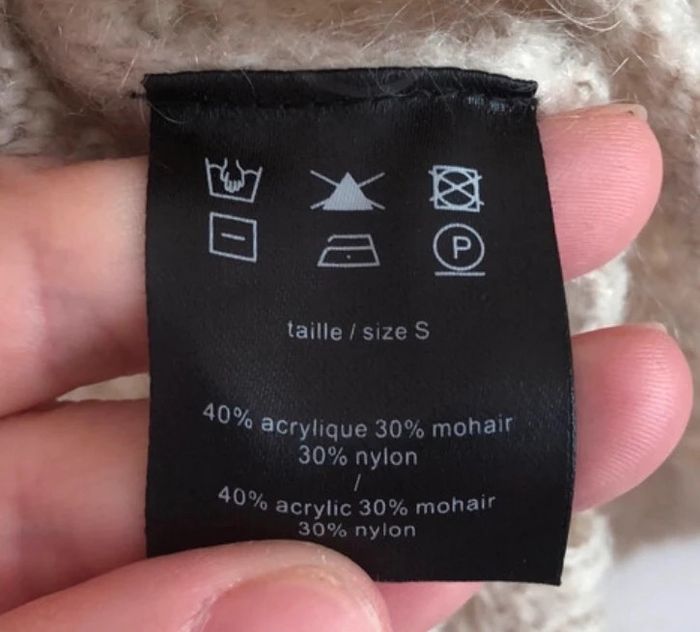 P
taille / size S
40% acrylique 30% mohair
30% nylon
/
40% acrylic 30% mohair
30% nylon